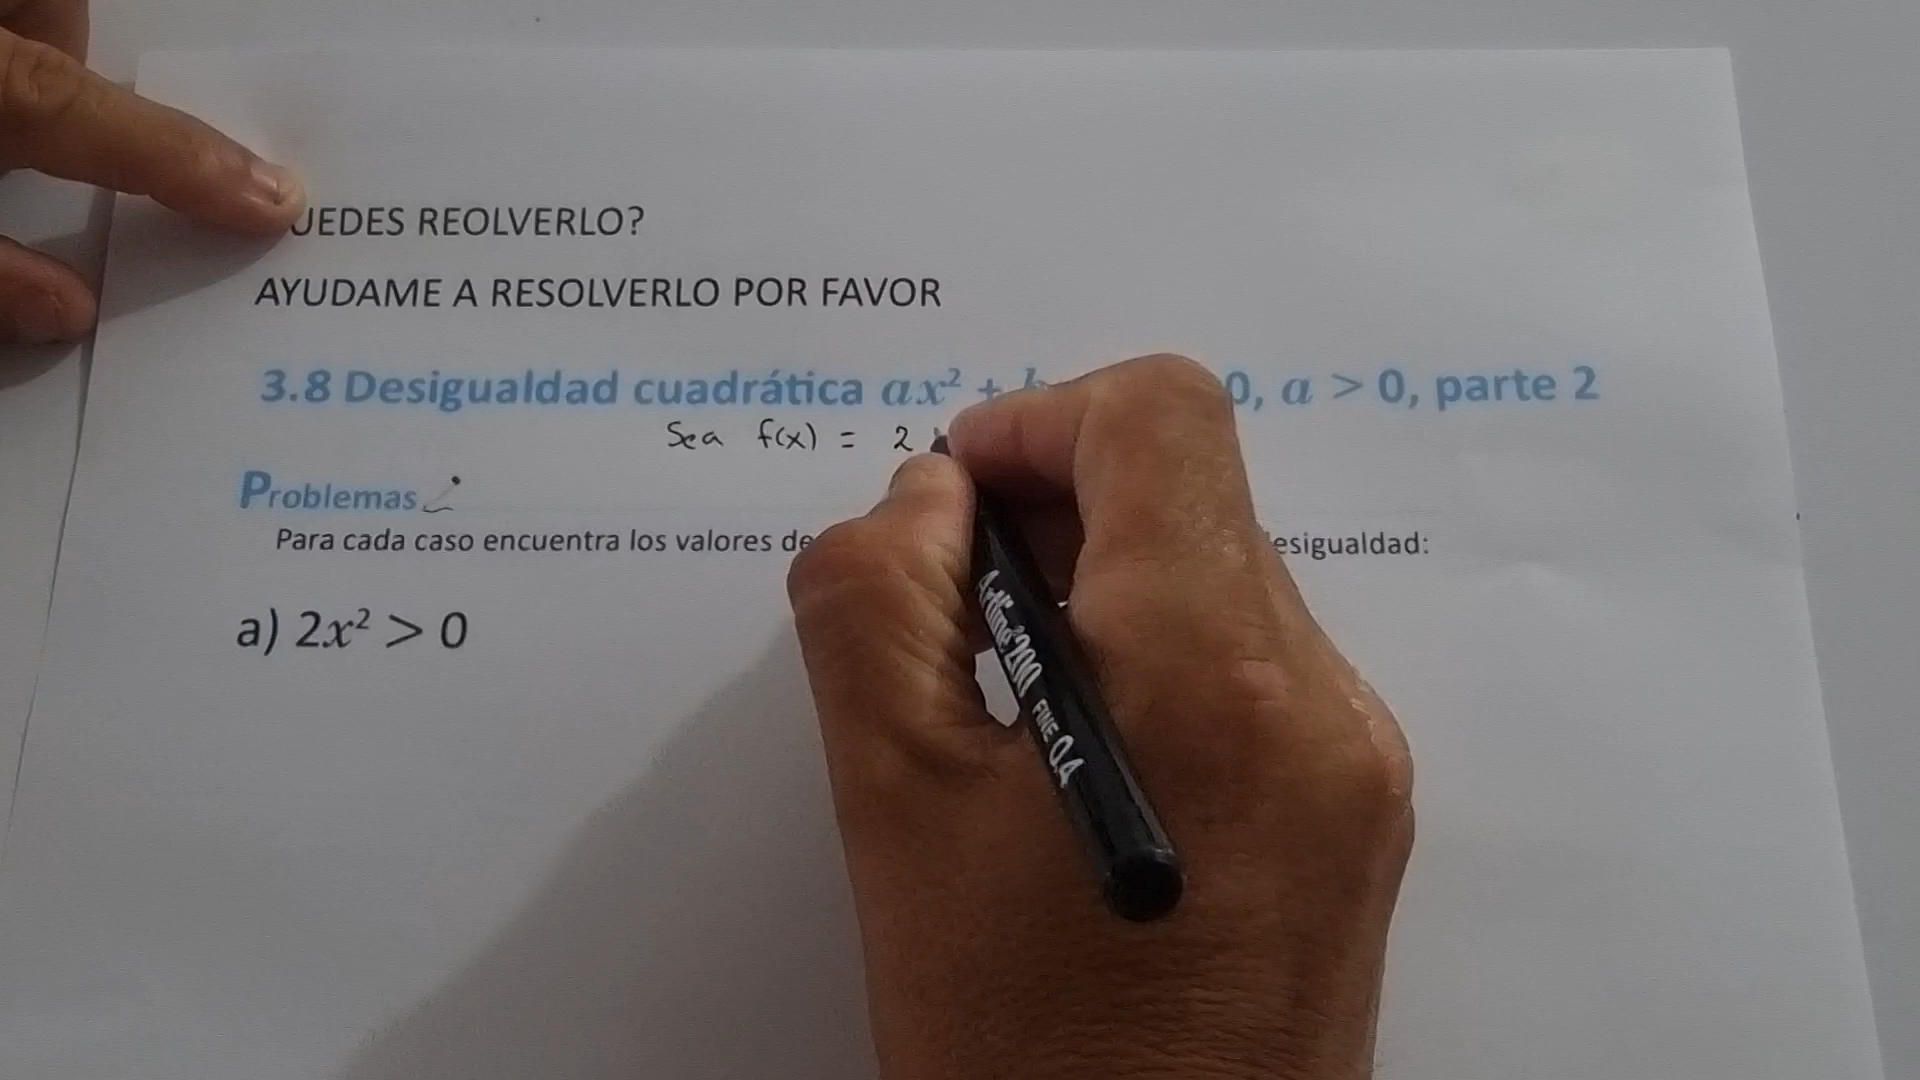 UEDES REOLVERLO?
AYUDAME A RESOLVERLO POR FAVOR
3.8 Desigualdad cuadrática ax² + 0, a > 0, parte 2
Sea f(x) = 2
Problemas
Para cada caso encuentra los valores de esigualdad:
a) 2x² > 0
Artline 200 FINE 0.4